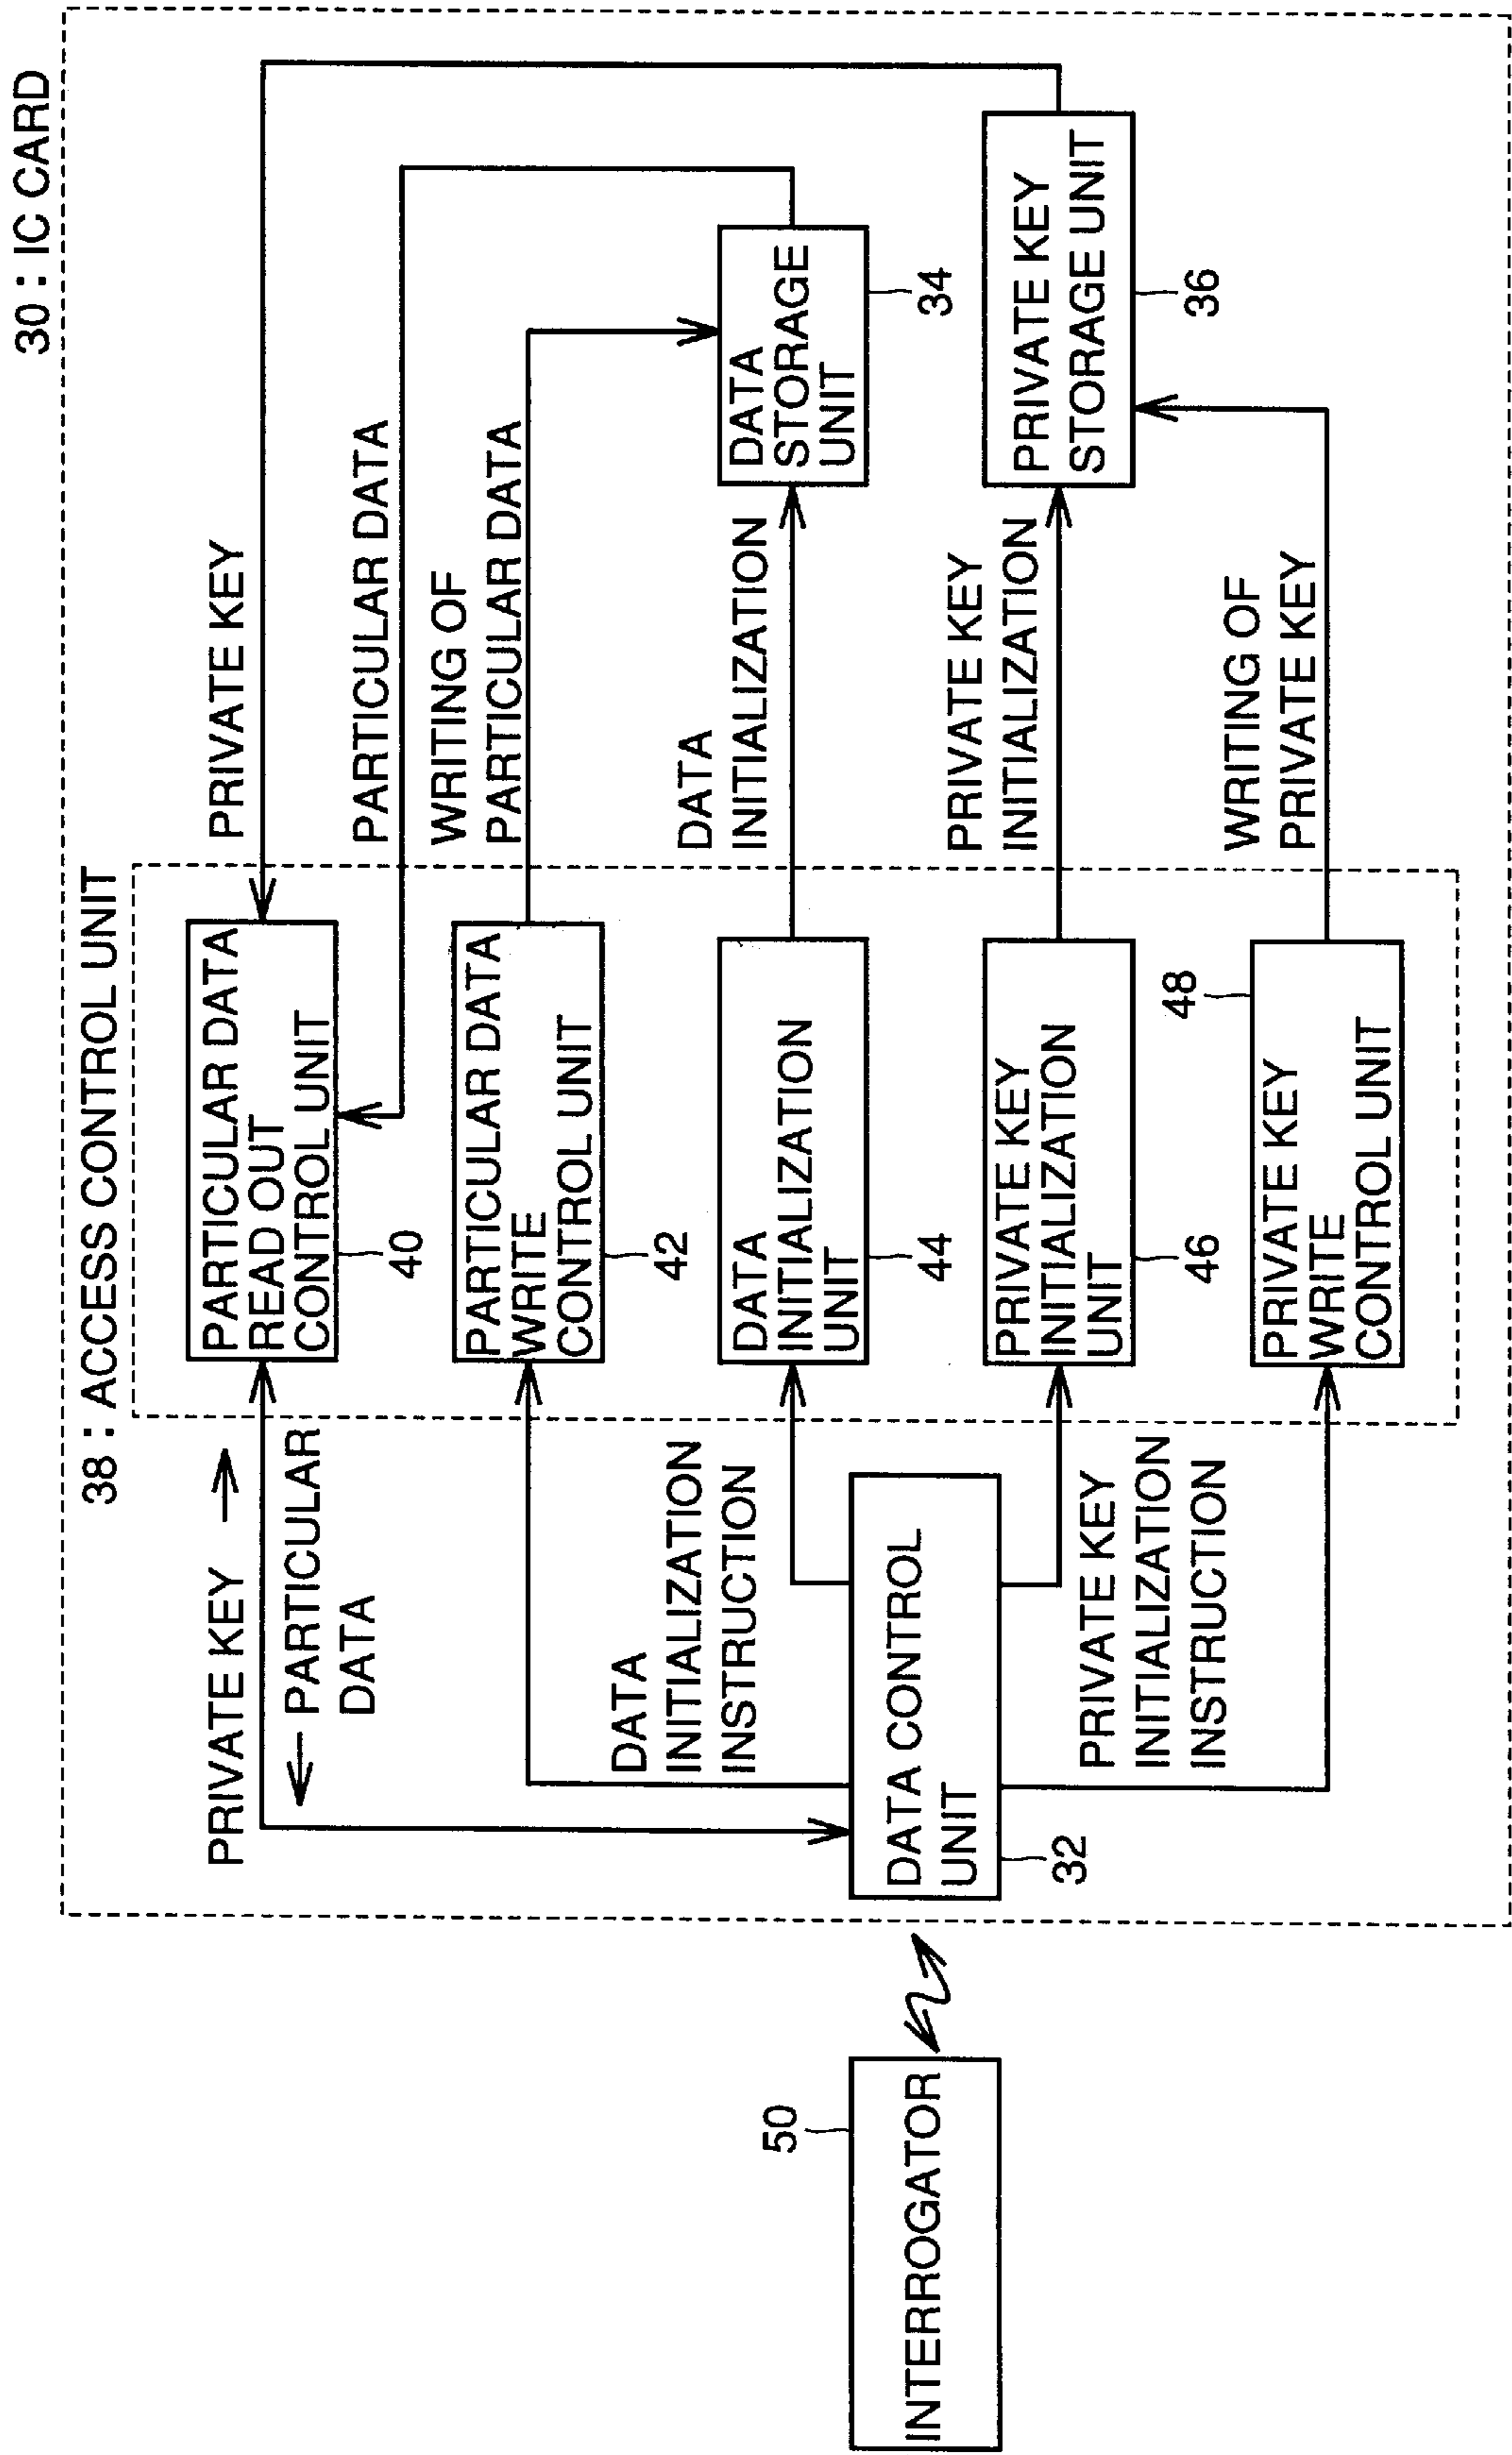 30 : IC CARD
38 : ACCESS CONTROL UNIT
PRIVATE KEY
PARTICULAR
DATA
PARTICULAR DATA
READ OUT
CONTROL UNIT
40
PRIVATE KEY
PARTICULAR DATA
WRITING OF
PARTICULAR DATA
PARTICULAR DATA
WRITE
CONTROL UNIT
42
DATA
INITIALIZATION
INSTRUCTION
DATA
INITIALIZATION
UNIT
44
DATA
INITIALIZATION
DATA
STORAGE
UNIT
34
50
INTERROGATOR
DATA CONTROL
UNIT
32
PRIVATE KEY
INITIALIZATION
INSTRUCTION
PRIVATE KEY
INITIALIZATION
UNIT
46
PRIVATE KEY
INITIALIZATION
PRIVATE KEY
STORAGE UNIT
36
48
PRIVATE KEY
WRITE
CONTROL UNIT
WRITING OF
PRIVATE KEY